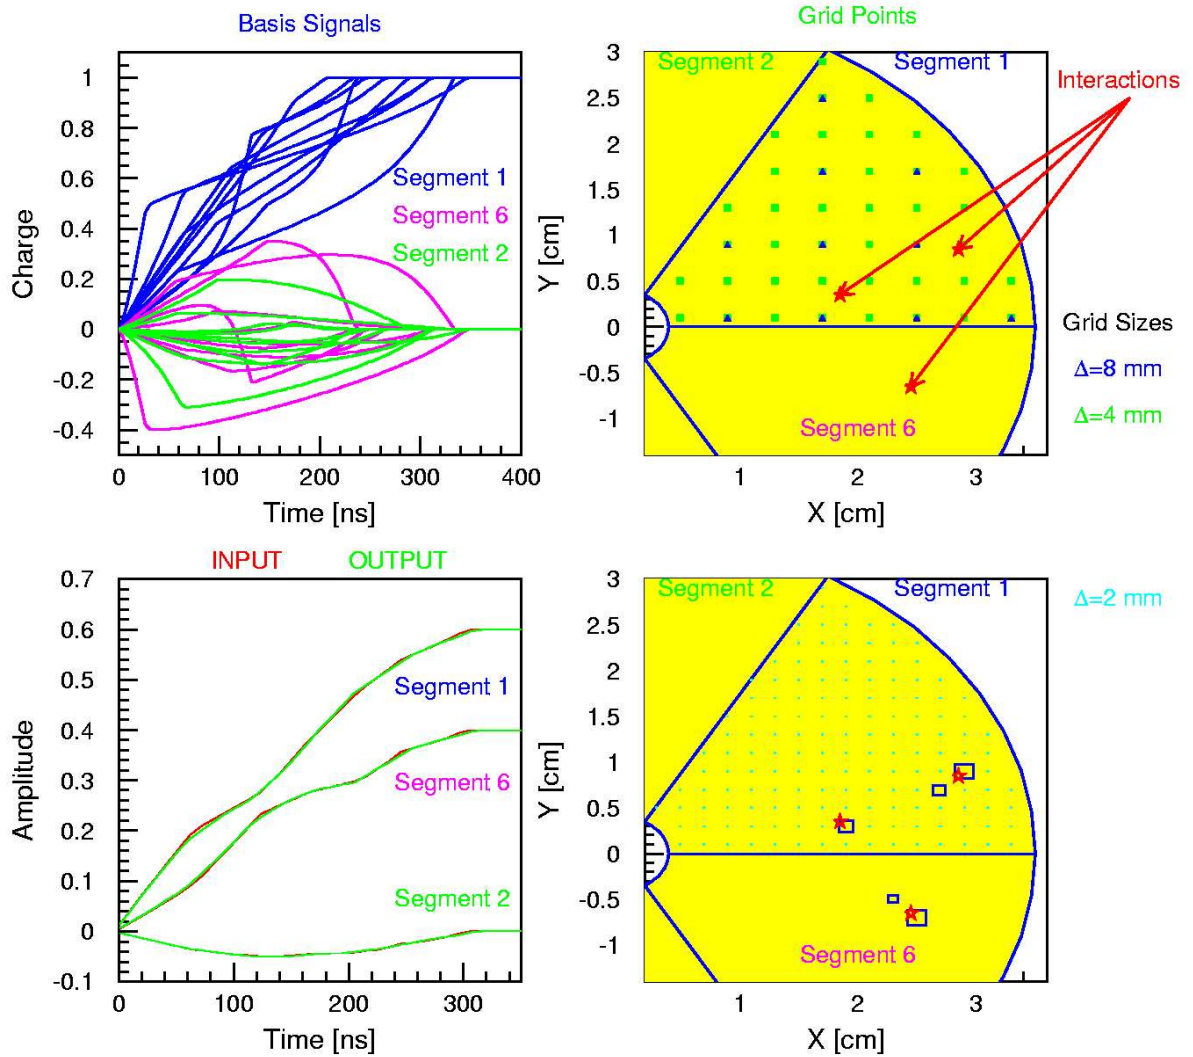 Basis Signals
Charge
1
0.8
0.6
0.4
0.2
0
-0.2
-0.4
Segment 1
Segment 6
Segment 2
0
100
200
300
400
Time [ns]
Grid Points
Y [cm]
3
2.5
2
1.5
1
0.5
0
-0.5
-1
Segment 2
Segment 1
Interactions
Segment 6
Grid Sizes
Δ=8 mm
Δ=4 mm
1
2
3
X [cm]
INPUT
OUTPUT
Amplitude
0.7
0.6
0.5
0.4
0.3
0.2
0.1
0
-0.1
Segment 1
Segment 6
Segment 2
0
100
200
300
Time [ns]
Y [cm]
3
2.5
2
1.5
1
0.5
0
-0.5
-1
Segment 2
Segment 1
Δ=2 mm
Segment 6
1
2
3
X [cm]